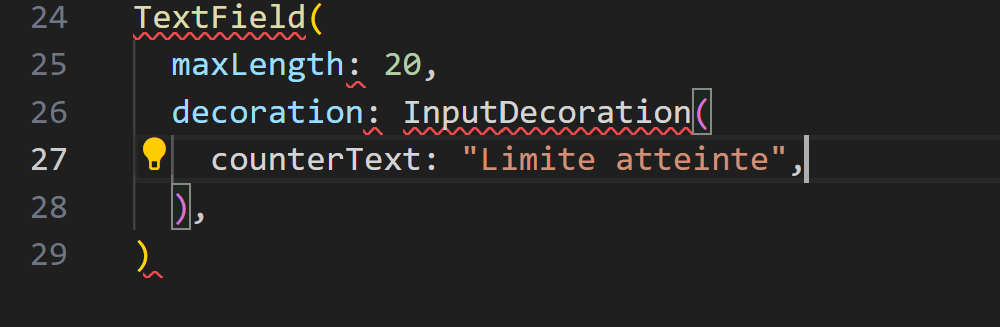 24 TextField(
25 maxLength: 20,
26 decoration: InputDecoration(
27 counterText: "Limite atteinte",
28 ),
29 )